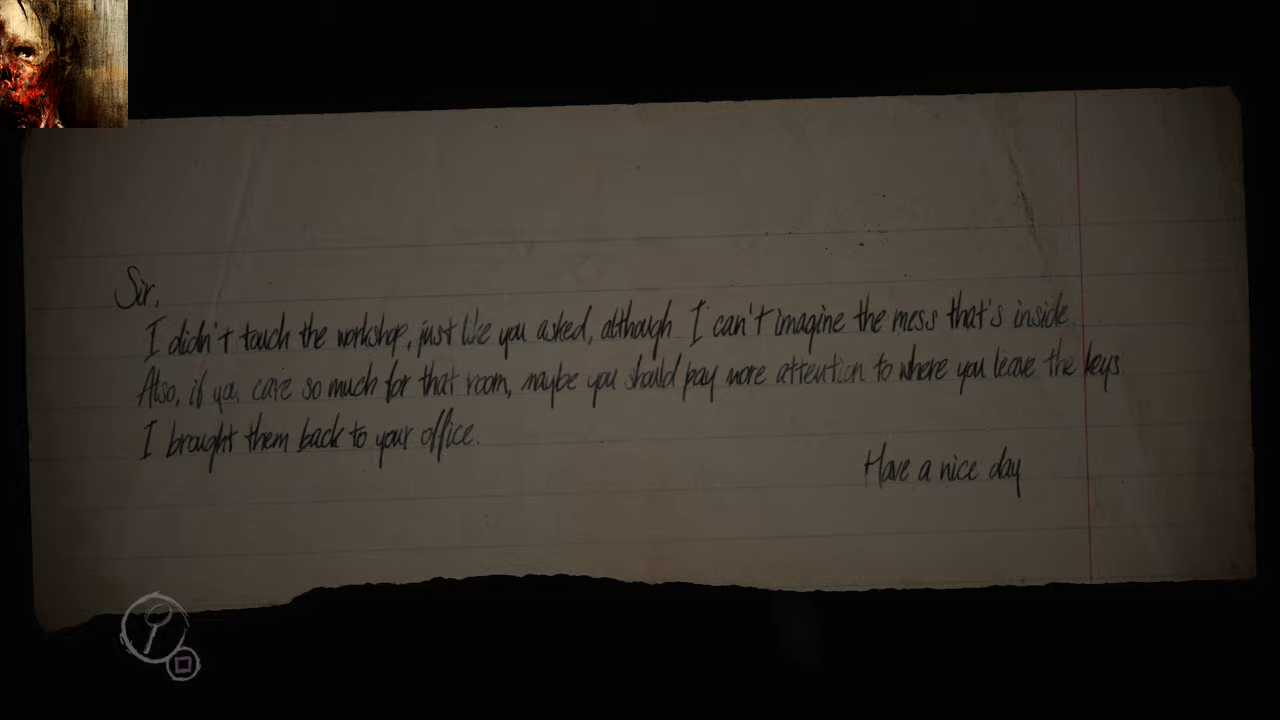 Sir,
I didn't touch the workshop, just like you asked, although I can't imagine the mess that's inside.
Also, if you care so much for that room, maybe you should pay more attention to where you leave the keys
I brought them back to your office.
Have a nice day